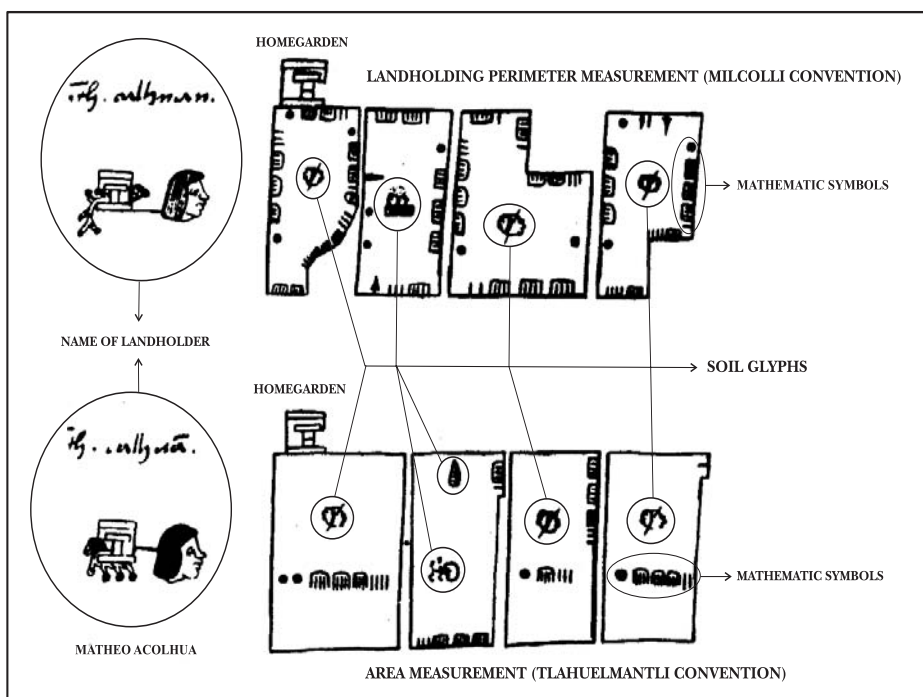 HOMEGARDEN
LANDHOLDING PERIMETER MEASUREMENT (MILCOLLI CONVENTION)
MATHEMATIC SYMBOLS
NAME OF LANDHOLDER
SOIL GLYPHS
HOMEGARDEN
MATHEMATIC SYMBOLS
MATHEO ACOLHUA
AREA MEASUREMENT (TLAHUELMANTLI CONVENTION)